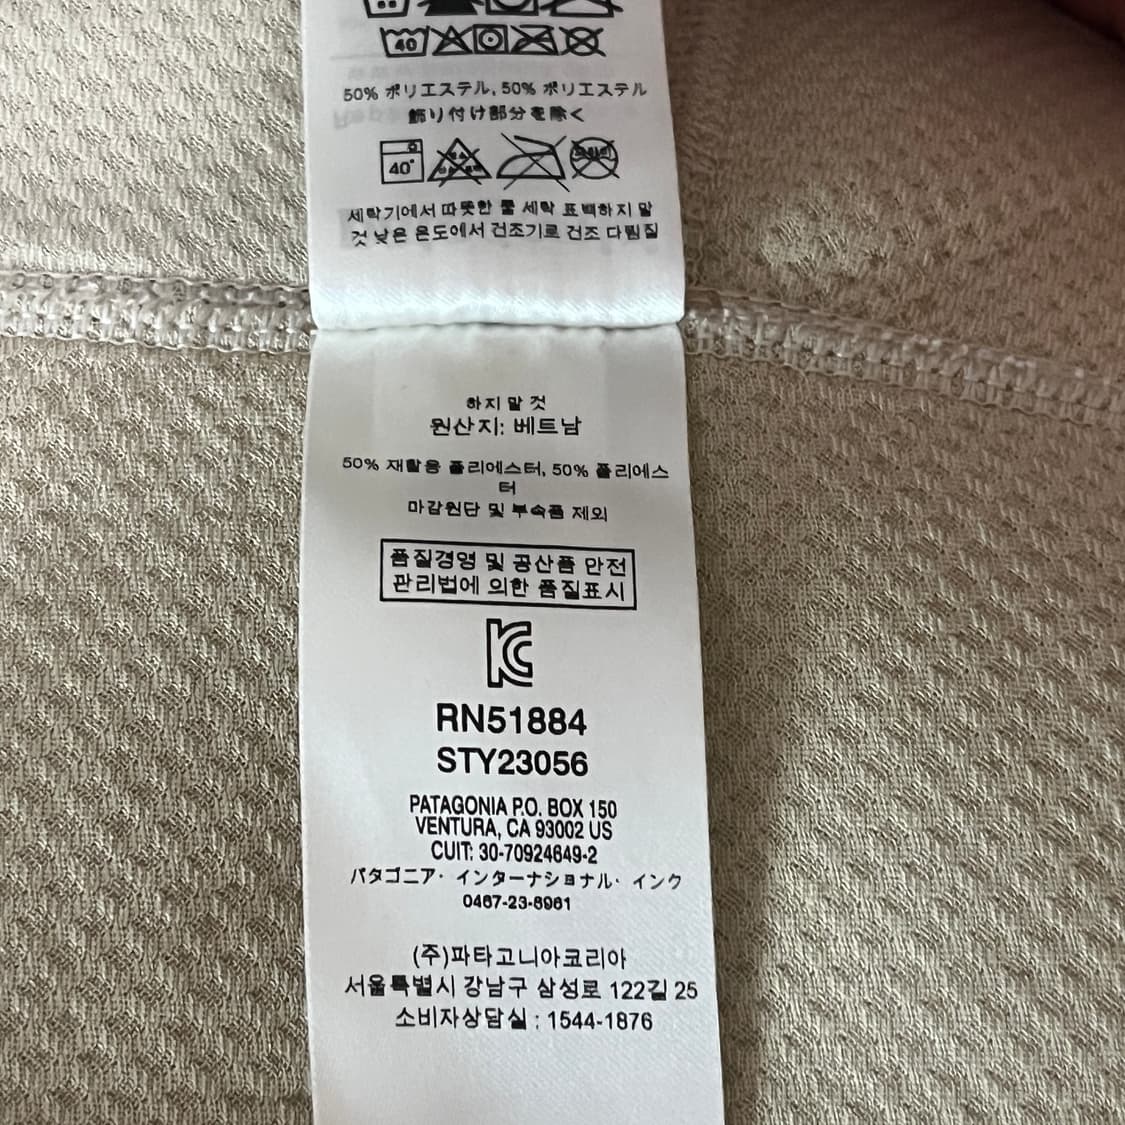 40
50% ポリエステル, 50% ポリエステル
飾り付け部分を除く
40°
세탁기에서 따뜻한 물 세탁 표백하지 말
것 낮은 온도에서 건조기로 건조 다림질
하지 말 것
원산지: 베트남
50% 재활용 폴리에스터, 50% 폴리에스
터
마감원단 및 부속품 제외
품질경영 및 공산품 안전
관리법에 의한 품질표시
KC
RN51884
STY23056
PATAGONIA P.O. BOX 150
VENTURA, CA 93002 US
CUIT: 30-70924649-2
パタゴニア・インターナショナル・インク
0467-23-8961
(주)파타고니아코리아
서울특별시 강남구 삼성로 122길 25
소비자상담실 : 1544-1876